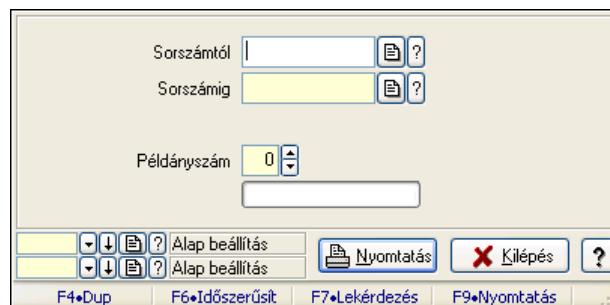 Sorszámtól ?
Sorszámig ?
Példányszám 0
? Alap beállítás
? Alap beállítás
Nyomtatás Kilépés ?
F4•Dup F6•Időszerűsít F7•Lekérdezés F9•Nyomtatás